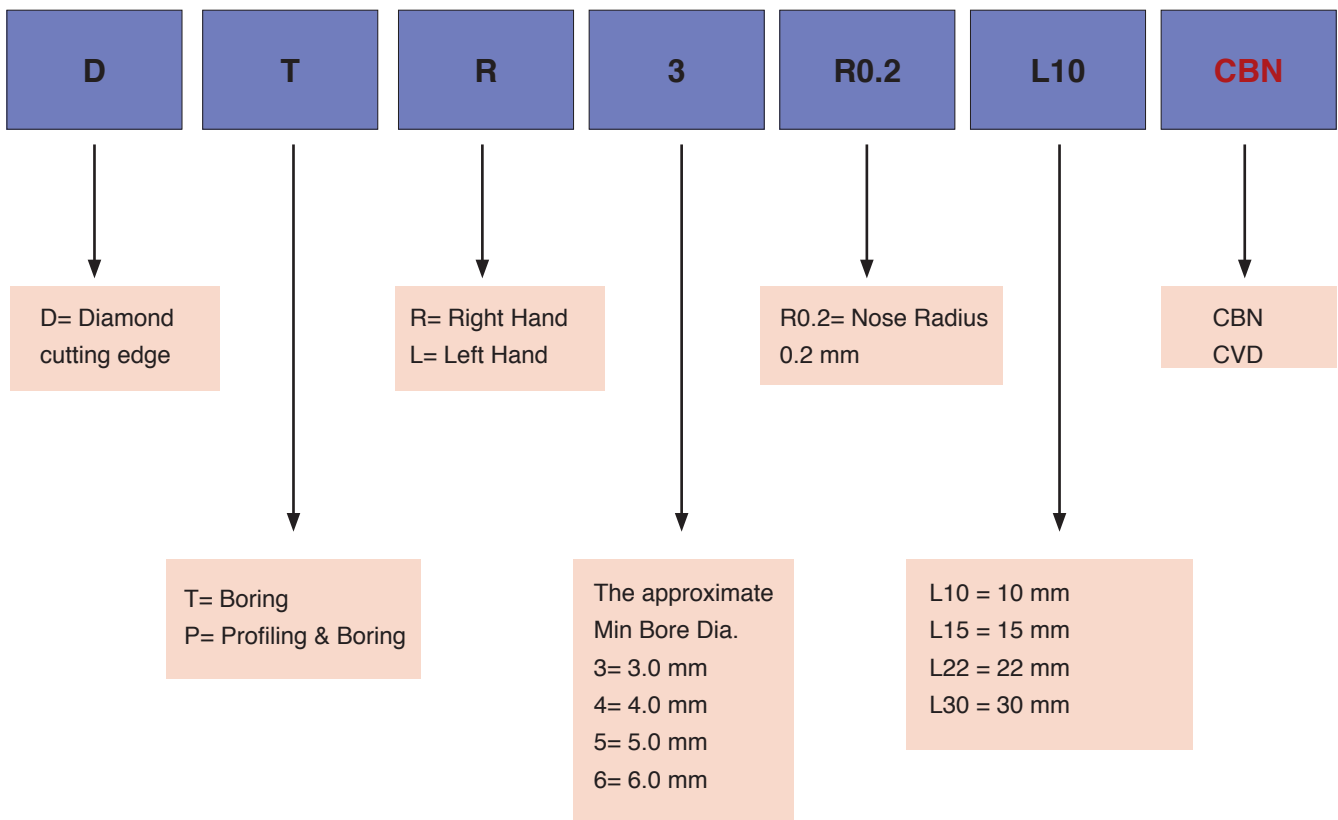 D T R 3 R0.2 L10 CBN
D= Diamond
cutting edge
R= Right Hand
L= Left Hand
R0.2= Nose Radius
0.2 mm
CBN
CVD
T= Boring
P= Profiling & Boring
The approximate
Min Bore Dia.
3= 3.0 mm
4= 4.0 mm
5= 5.0 mm
6= 6.0 mm
L10 = 10 mm
L15 = 15 mm
L22 = 22 mm
L30 = 30 mm